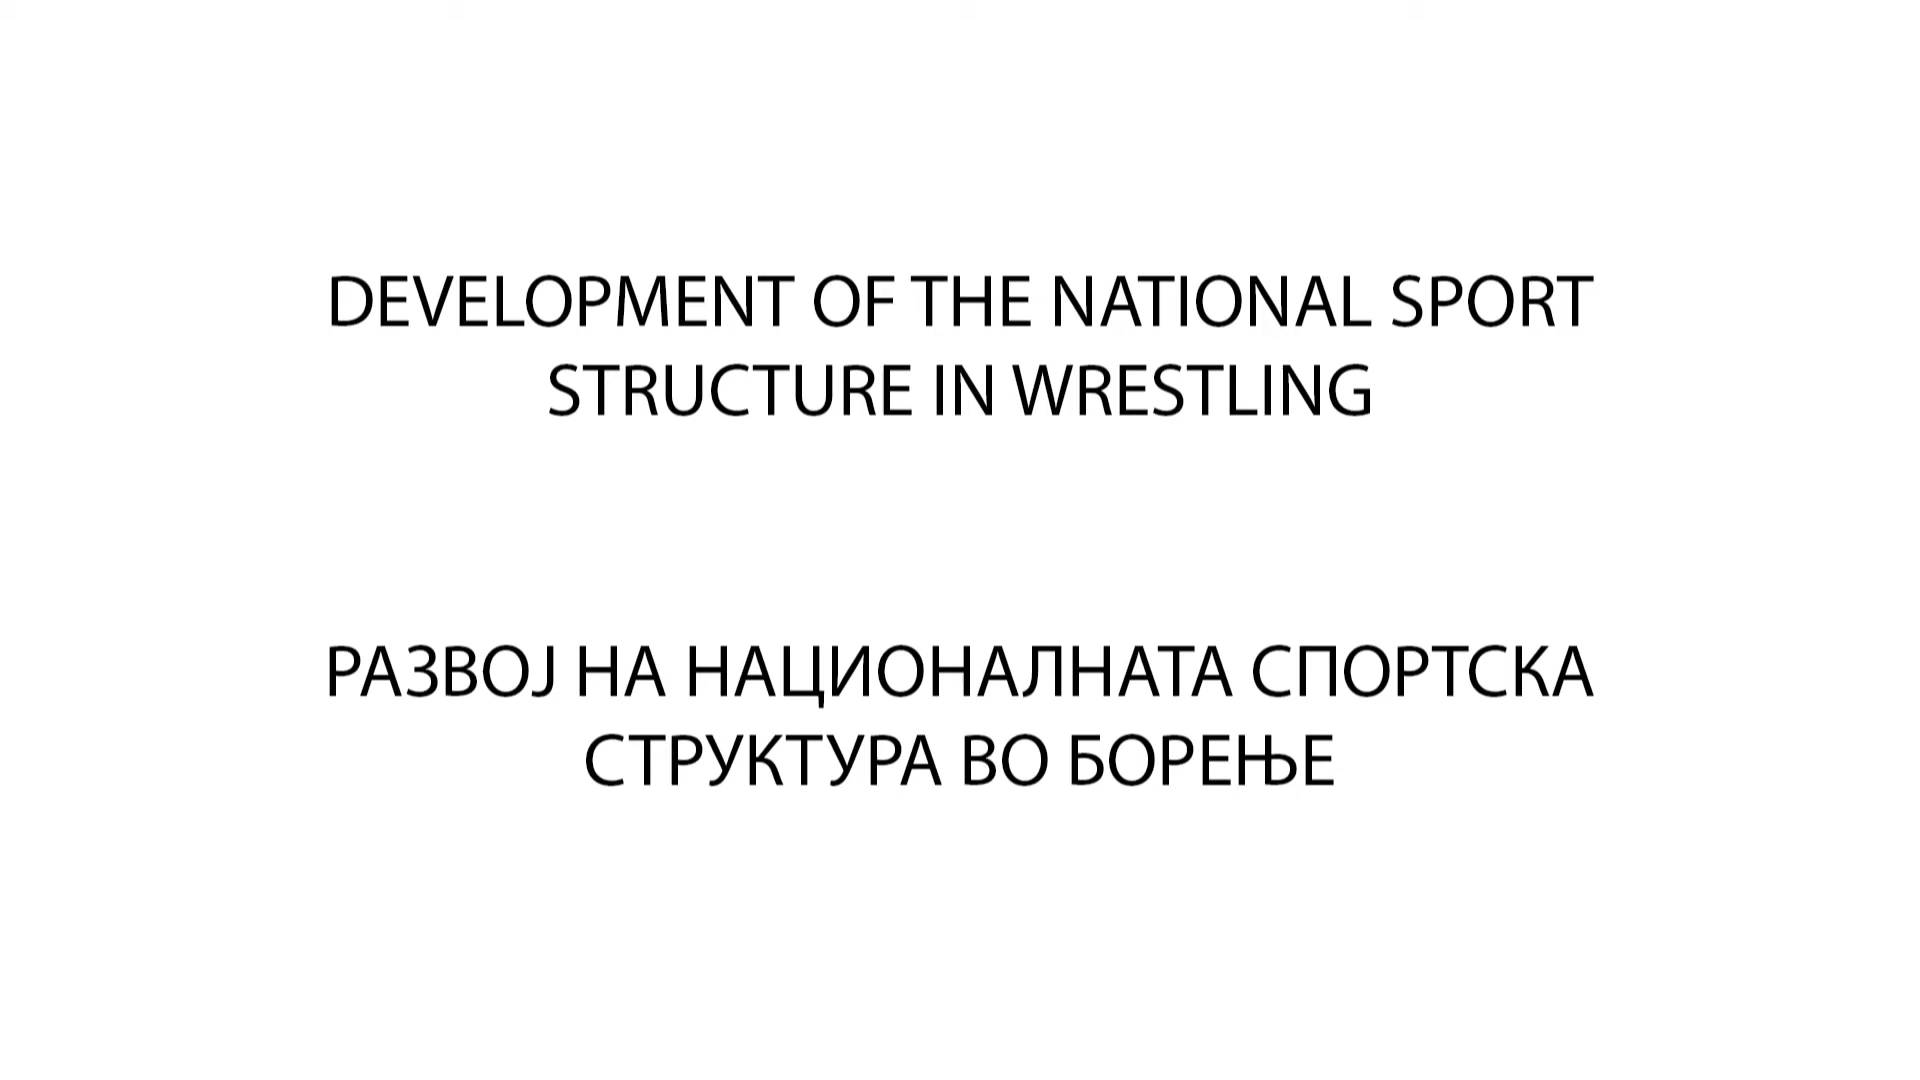 DEVELOPMENT OF THE NATIONAL SPORT
STRUCTURE IN WRESTLING
РАЗВОЈ НА НАЦИОНАЛНАТА СПОРТСКА
СТРУКТУРА ВО БОРЕЊЕ